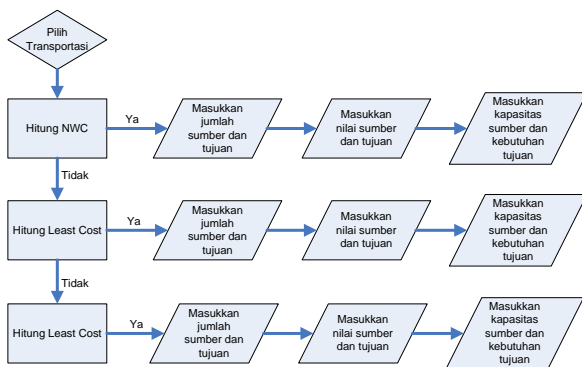 Pilih
Transportasi
Hitung NWC
Ya
Masukkan
jumlah
sumber dan
tujuan
Masukkan
nilai sumber
dan tujuan
Masukkan
kapasitas
sumber dan
kebutuhan
tujuan
Tidak
Hitung Least Cost
Ya
Masukkan
jumlah
sumber dan
tujuan
Masukkan
nilai sumber
dan tujuan
Masukkan
kapasitas
sumber dan
kebutuhan
tujuan
Tidak
Hitung Least Cost
Ya
Masukkan
jumlah
sumber dan
tujuan
Masukkan
nilai sumber
dan tujuan
Masukkan
kapasitas
sumber dan
kebutuhan
tujuan